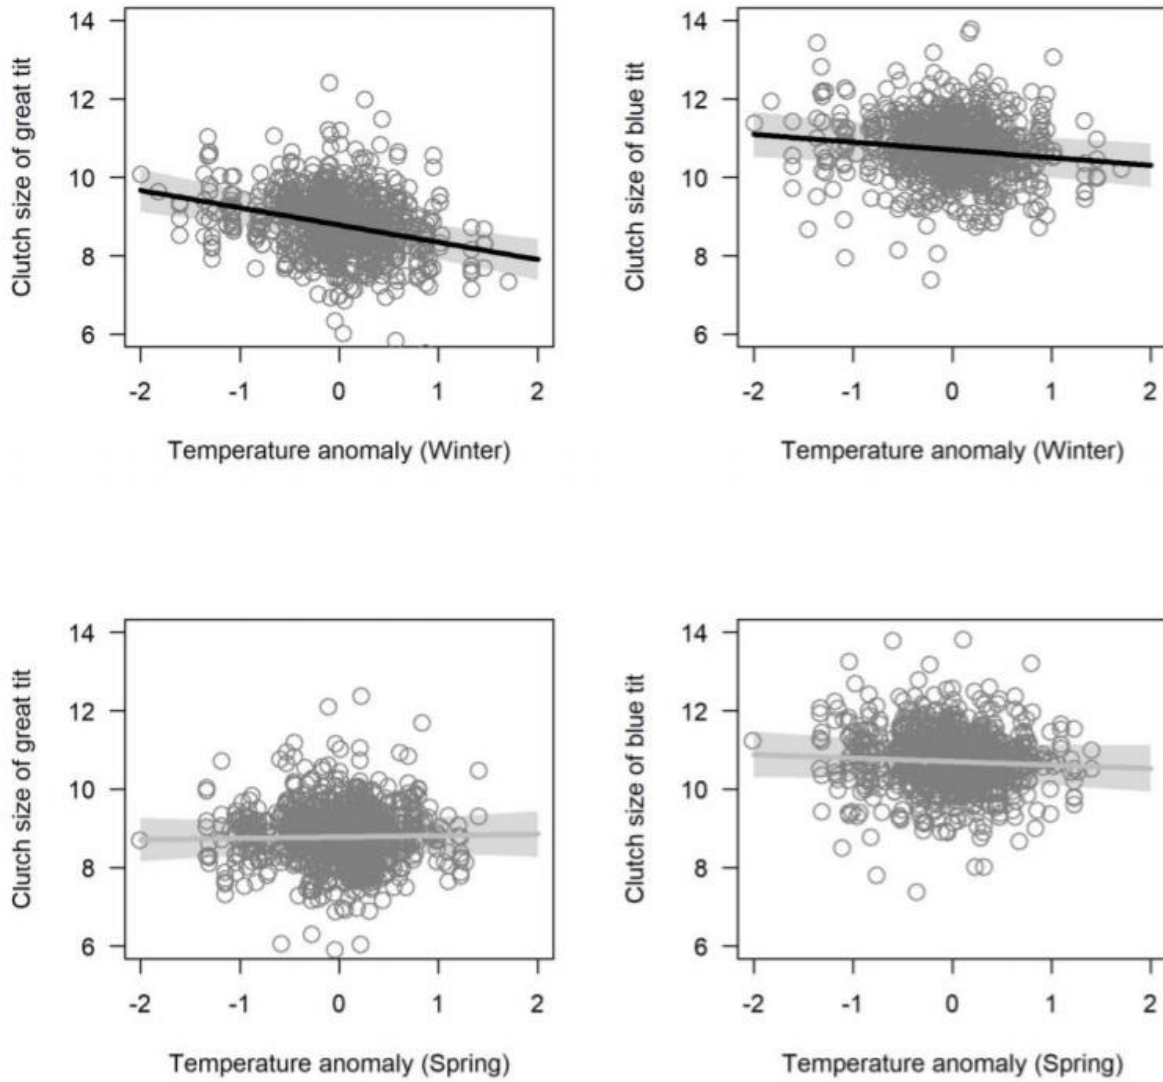 Clutch size of great tit
14
12
10
8
6
-2 -1 0 1 2
Temperature anomaly (Winter)
Clutch size of blue tit
14
12
10
8
6
-2 -1 0 1 2
Temperature anomaly (Winter)
Clutch size of great tit
14
12
10
8
6
-2 -1 0 1 2
Temperature anomaly (Spring)
Clutch size of blue tit
14
12
10
8
6
-2 -1 0 1 2
Temperature anomaly (Spring)